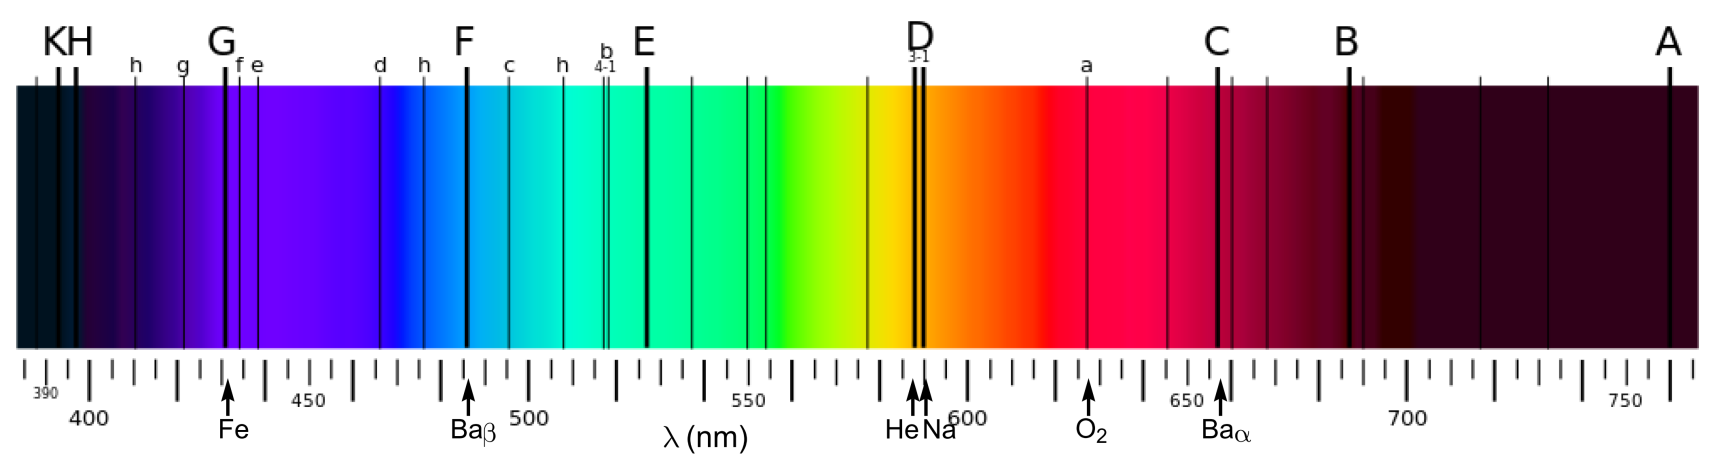 KH
G
F
E
D
C
B
A
h
g
f
e
d
h
c
h
b
4-1
3-1
a
390
450
550
650
750
400
500
600
700
Fe
Baβ
λ (nm)
He
Na
O2
Baα